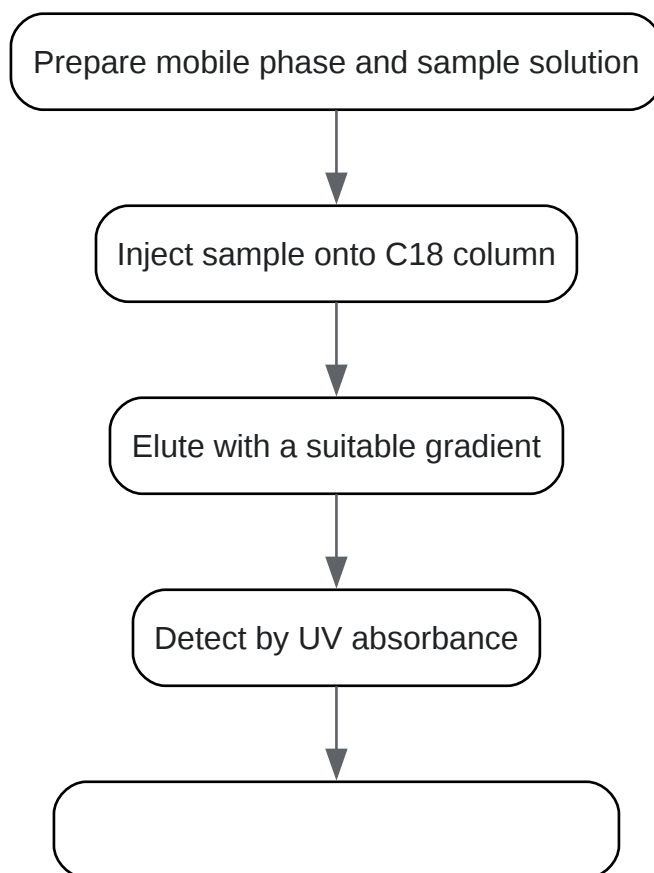 Prepare mobile phase and sample solution
Inject sample onto C18 column
Elute with a suitable gradient
Detect by UV absorbance